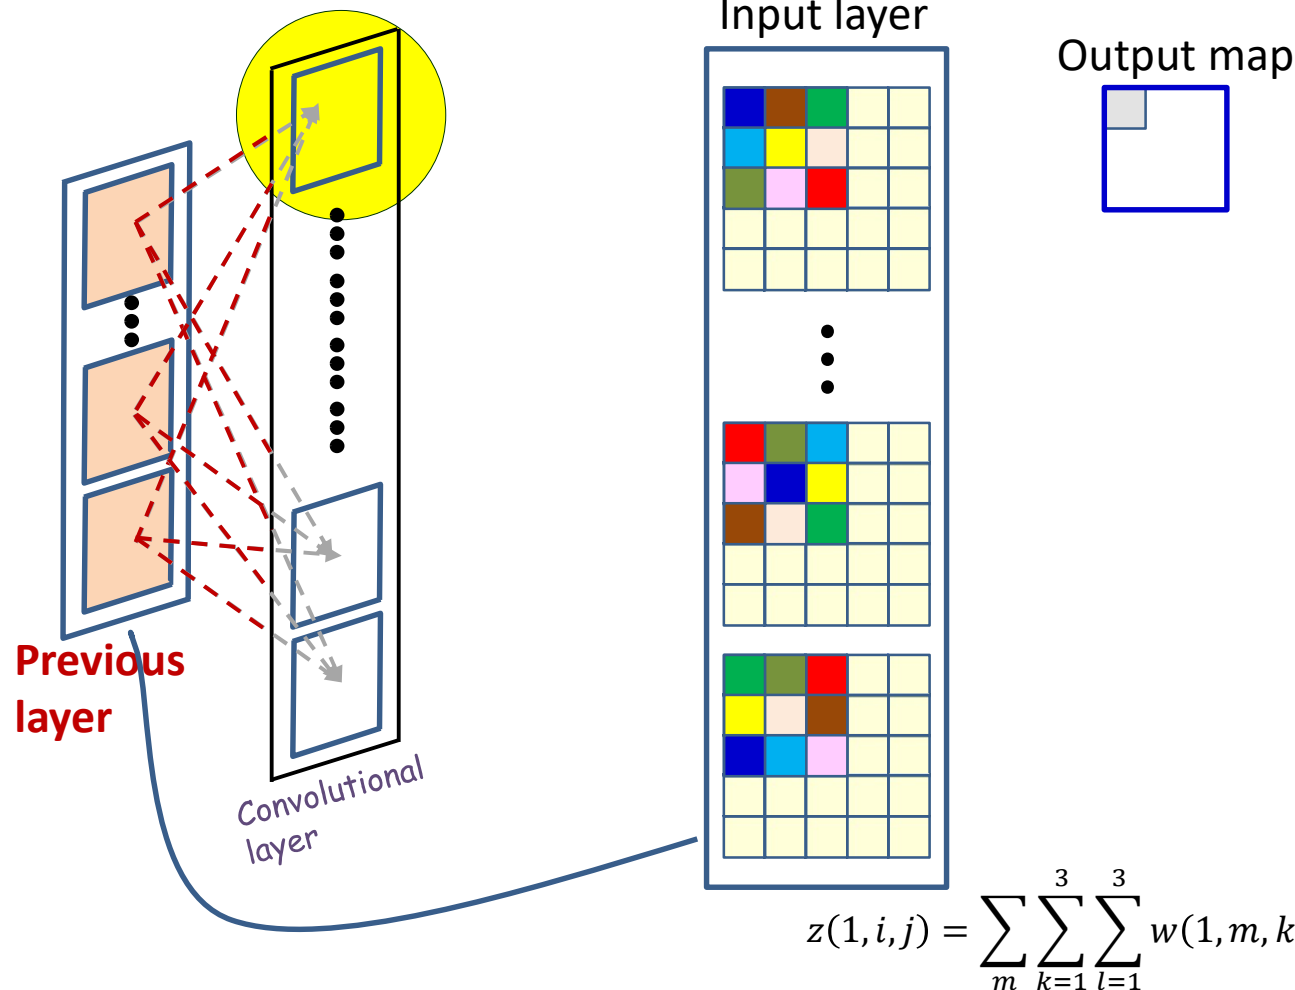 Input layer
Output map
Previous
layer
Convolutional
layer
z(1, i, j) = ∑_m ∑_{k=1}^{3} ∑_{l=1}^{3} w(1, m, k